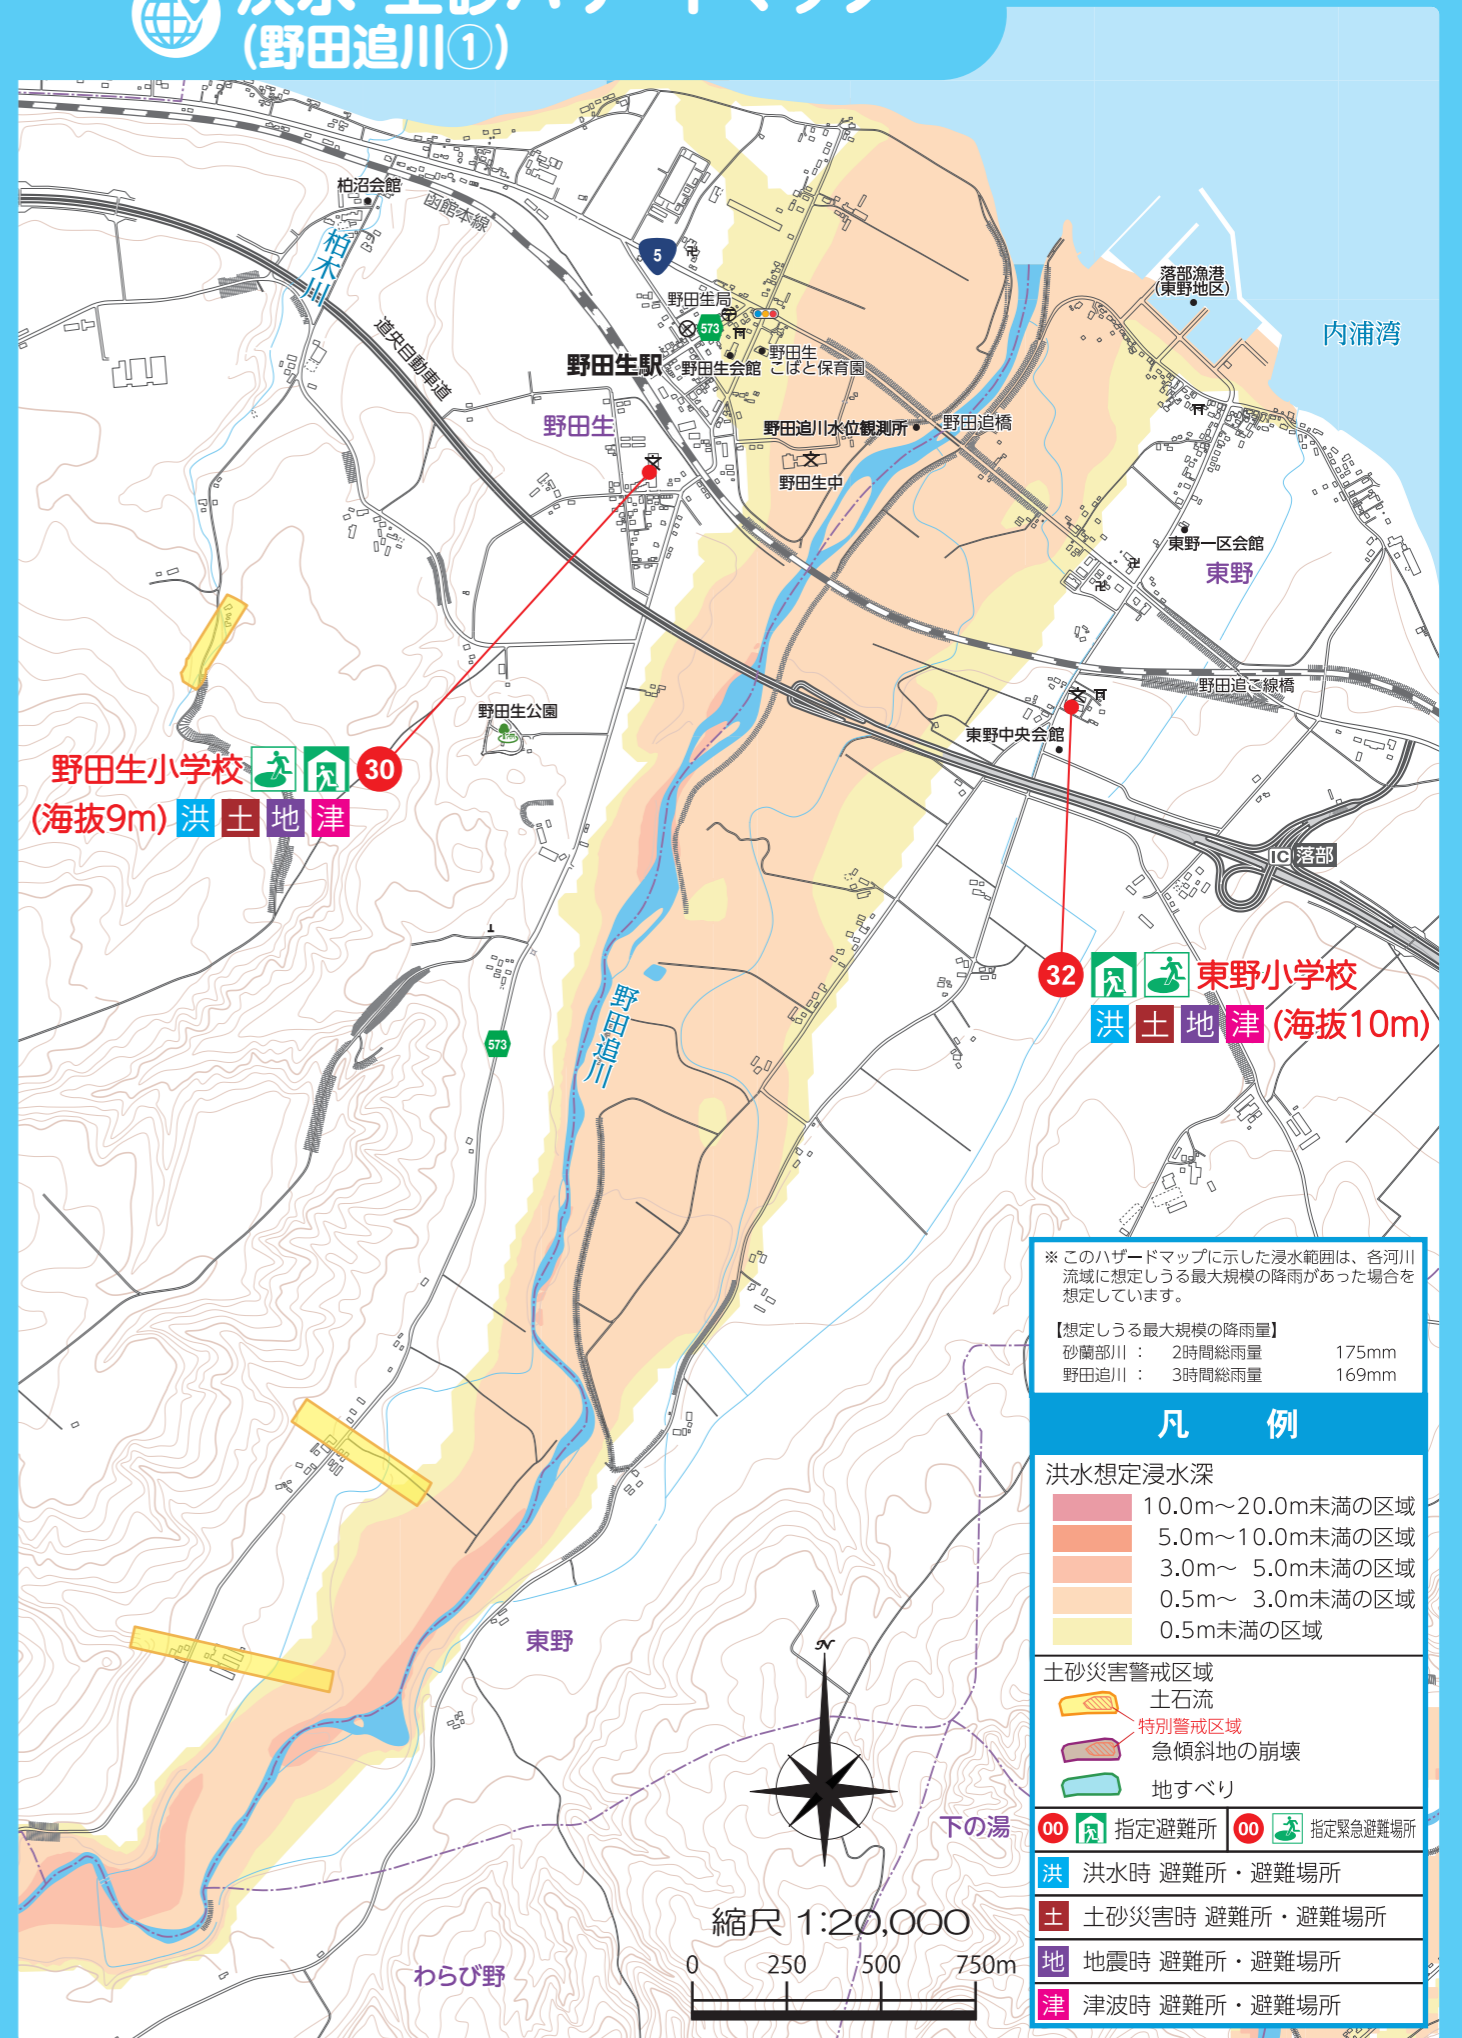 洪水・土砂ハザードマップ
(野田追川①)
柏沼会館
函館本線
柏木川
道央自動車道
5
野田生局
573
野田生駅
野田生会館
野田生
こばと保育園
野田生
野田追川水位観測所
野田追橋
野田生中
落部漁港
(東野地区)
内浦湾
東野一区会館
東野
野田追こ線橋
東野中央会館
野田生公園
野田生小学校 30
(海抜9m) 洪 土 地 津
IC 落部
32 東野小学校
洪 土 地 津 (海抜10m)
野田追川
573
東野
下の湯
わらび野
N
縮尺 1:20,000
0 250 500 750m
※ このハザードマップに示した浸水範囲は、各河川
流域に想定しうる最大規模の降雨があった場合を
想定しています。
【想定しうる最大規模の降雨量】
砂蘭部川 : 2時間総雨量 175mm
野田追川 : 3時間総雨量 169mm
凡 例
洪水想定浸水深
10.0m～20.0m未満の区域
5.0m～10.0m未満の区域
3.0m～ 5.0m未満の区域
0.5m～ 3.0m未満の区域
0.5m未満の区域
土砂災害警戒区域
土石流
特別警戒区域
急傾斜地の崩壊
地すべり
00 指定避難所 00 指定緊急避難場所
洪 洪水時 避難所・避難場所
土 土砂災害時 避難所・避難場所
地 地震時 避難所・避難場所
津 津波時 避難所・避難場所